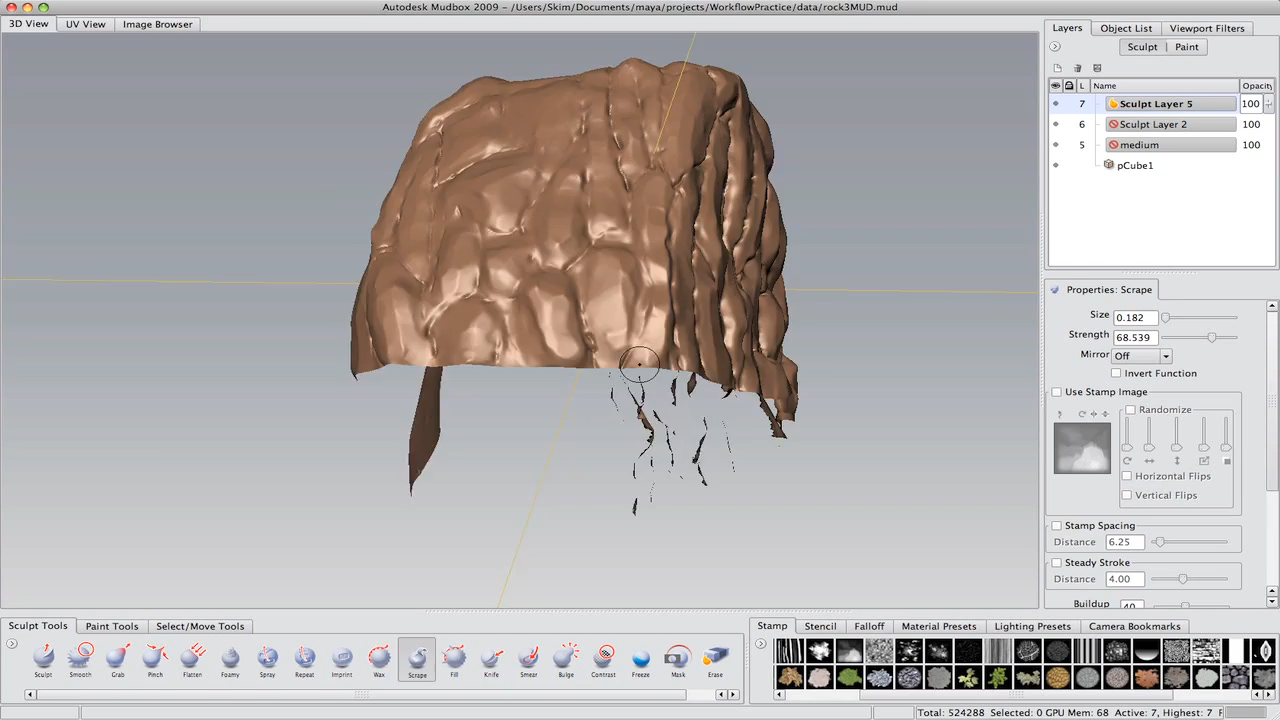 Autodesk Mudbox 2009 - /Users/Skim/Documents/maya/projects/WorkflowPractice/data/rock3MUD.mud
3D View UV View Image Browser
Layers Object List Viewport Filters
Sculpt Paint
L Name Opacity
7 Sculpt Layer 5 100
6 Sculpt Layer 2 100
5 medium 100
pCube1
Properties: Scrape
Size 0.182
Strength 68.539
Mirror Off
Invert Function
Use Stamp Image
Randomize
Horizontal Flips
Vertical Flips
Stamp Spacing
Distance 6.25
Steady Stroke
Distance 4.00
Buildup 40
Sculpt Tools Paint Tools Select/Move Tools
Stamp Stencil Falloff Material Presets Lighting Presets Camera Bookmarks
Sculpt Smooth Grab Pinch Flatten Foamy Spray Repeat Imprint Wax Scrape Fill Knife Smear Bulge Contrast Freeze Mask Erase
Total: 524288 Selected: 0 GPU Mem: 68 Active: 7, Highest: 7 F